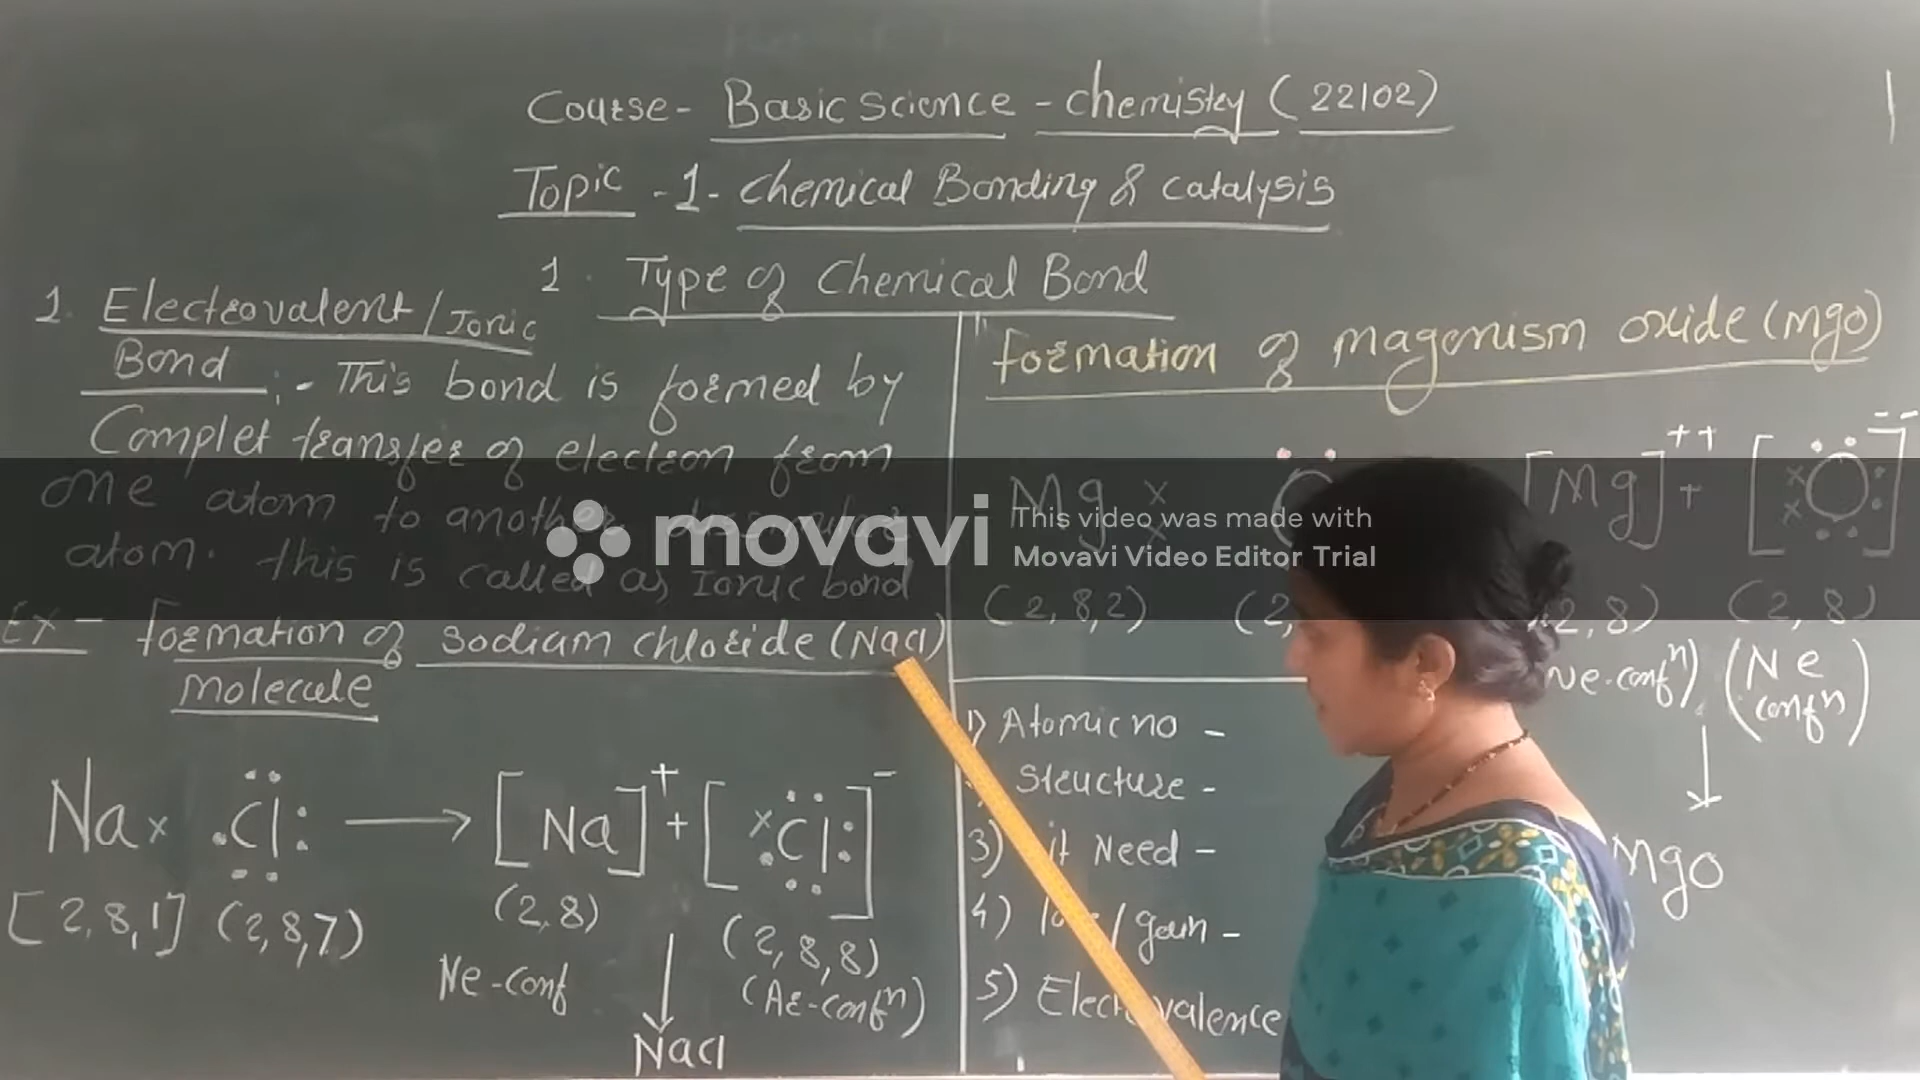 Course - Basic Science - chemistry (22102)
Topic - 1 - Chemical Bonding & catalysis
1. Type of Chemical Bond
1. Electrovalent / Ionic
Bond :- This bond is formed by
Complet transfer of electron from
one atom to another
atom. this is called as Ionic bond
Ex - formation of sodium chloride (NaCl)
molecule
Na x .Cl: → [Na]+ + [xCl:]-
[2,8,1] (2,8,7) (2,8) (2,8,8)
Ne-conf (Ar-confn)
NaCl
formation of magenism oxide (mgo)
Mg x x [Mg]++ + [xxO]--
(2,8,2) (2, 2,8) (2,8)
Ne-confn) (Ne confn)
MgO
1) Atomic no -
Structure -
3) it Need -
4) /gain -
5) Electrovalence
movavi
This video was made with
Movavi Video Editor Trial